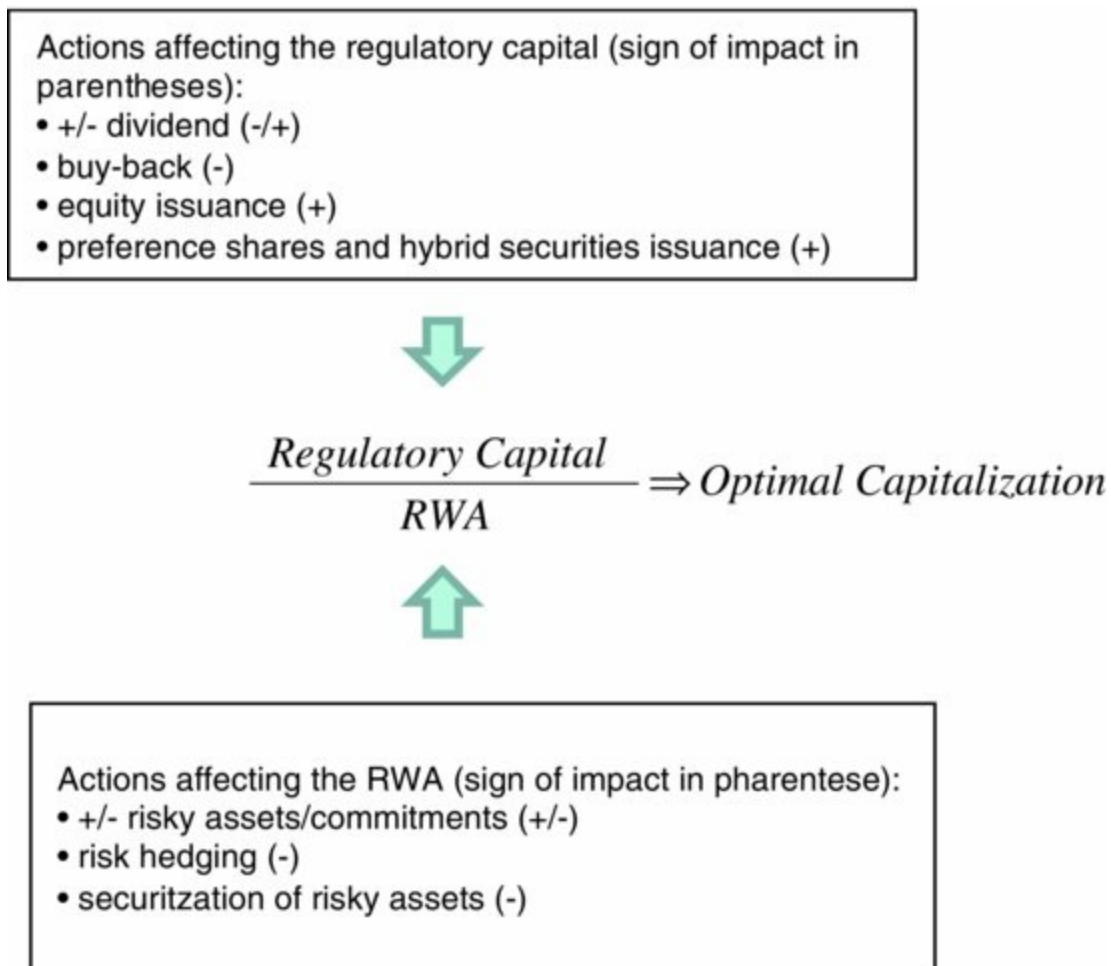 Actions affecting the regulatory capital (sign of impact in
parentheses):
• +/- dividend (-/+)
• buy-back (-)
• equity issuance (+)
• preference shares and hybrid securities issuance (+)
Regulatory Capital
RWA
⇒ Optimal Capitalization
Actions affecting the RWA (sign of impact in pharentese):
• +/- risky assets/commitments (+/-)
• risk hedging (-)
• securitzation of risky assets (-)